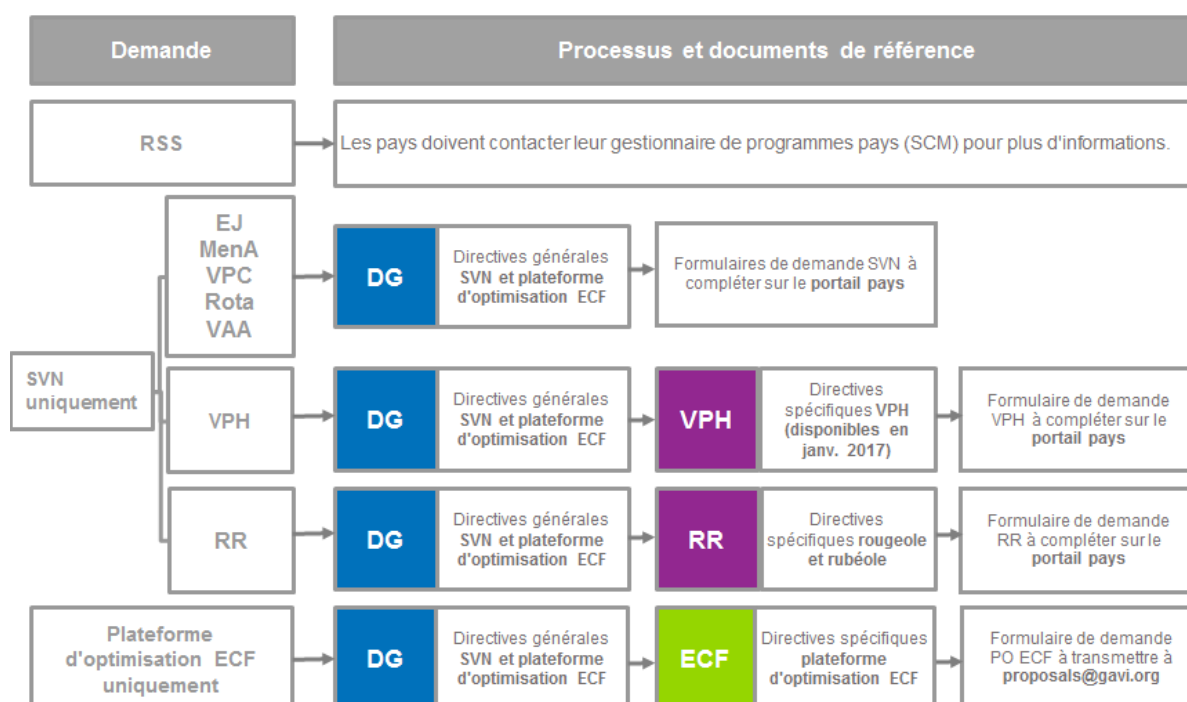 Demande
Processus et documents de référence
RSS
Les pays doivent contacter leur gestionnaire de programmes pays (SCM) pour plus d'informations.
SVN
uniquement
EJ
MenA
VPC
Rota
VAA
DG
Directives générales
SVN et plateforme
d'optimisation ECF
Formulaires de demande SVN à
compléter sur le portail pays
VPH
DG
Directives générales
SVN et plateforme
d'optimisation ECF
VPH
Directives
spécifiques VPH
(disponibles en
janv. 2017)
Formulaire de demande
VPH à compléter sur le
portail pays
RR
DG
Directives générales
SVN et plateforme
d'optimisation ECF
RR
Directives
spécifiques rougeole
et rubéole
Formulaire de demande
RR à compléter sur le
portail pays
Plateforme
d'optimisation ECF
uniquement
DG
Directives générales
SVN et plateforme
d'optimisation ECF
ECF
Directives spécifiques
plateforme
d'optimisation ECF
Formulaire de demande
PO ECF à transmettre à
proposals@gavi.org